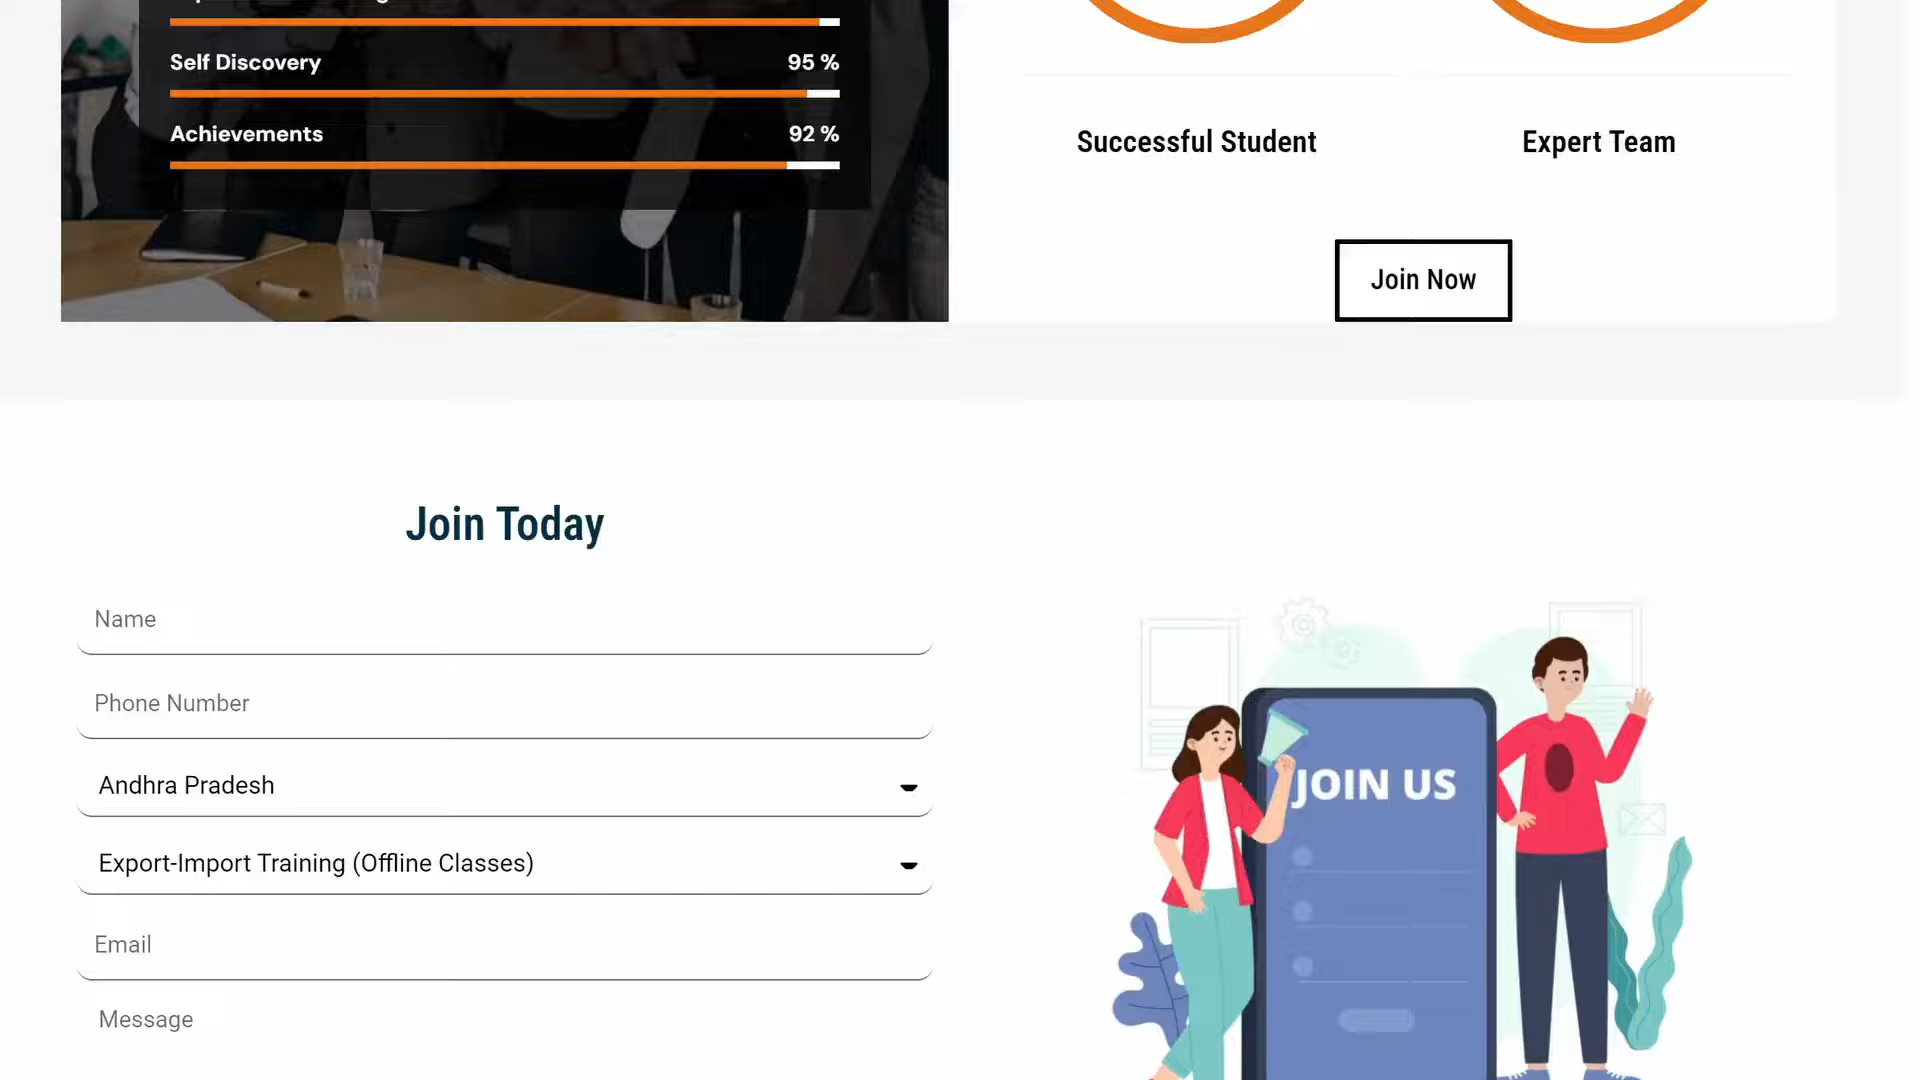 Self Discovery 95 %
Achievements 92 %
Successful Student
Expert Team
Join Now
Join Today
Name
Phone Number
Andhra Pradesh
Export-Import Training (Offline Classes)
Email
Message
JOIN US